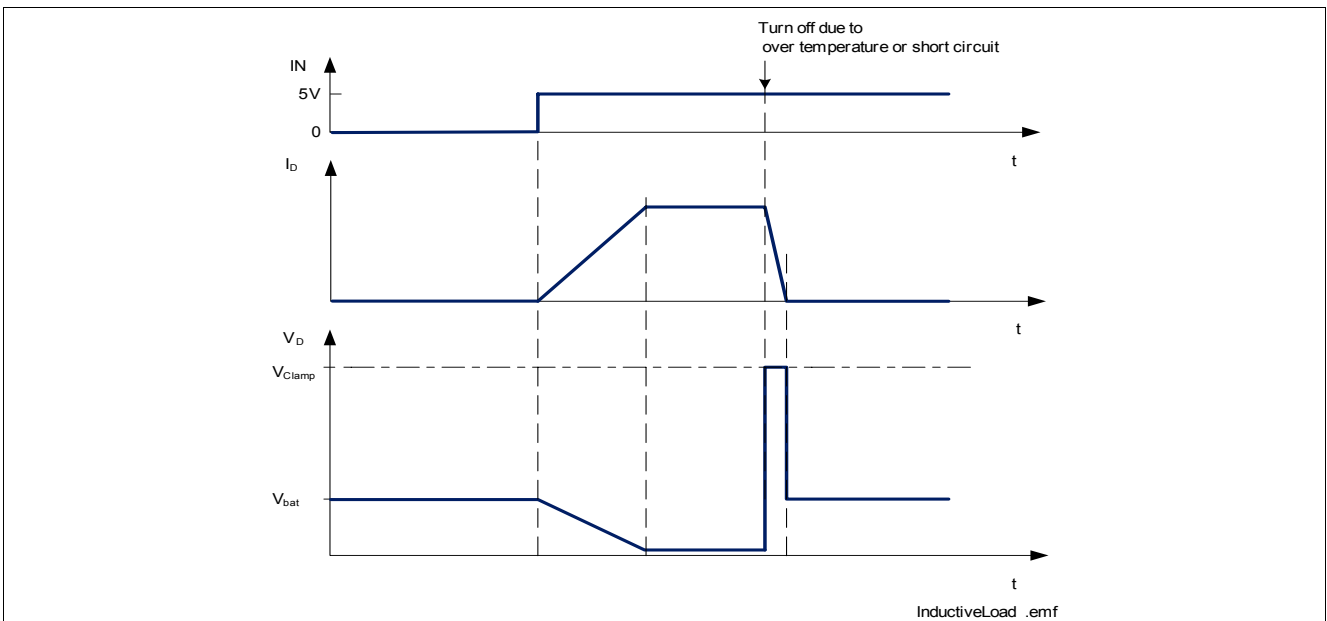 Turn off due to
over temperature or short circuit
IN
5V
0
t
I_D
t
V_D
V_Clamp
V_bat
t
InductiveLoad .emf